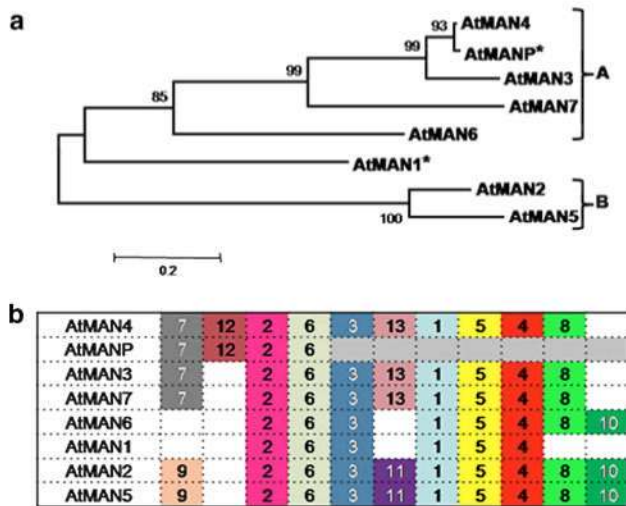 a
93
AtMAN4
AtMANP*
99
AtMAN3
A
99
AtMAN7
85
AtMAN6
AtMAN1*
AtMAN2
B
100
AtMAN5
0.2
b
AtMAN4 7 12 2 6 3 13 1 5 4 8
AtMANP 7 12 2 6
AtMAN3 7 2 6 3 13 1 5 4 8
AtMAN7 7 2 6 3 13 1 5 4 8
AtMAN6 2 6 3 1 5 4 8 10
AtMAN1 2 6 3 1 5 4
AtMAN2 9 2 6 3 11 1 5 4 8 10
AtMAN5 9 2 6 3 11 1 5 4 8 10